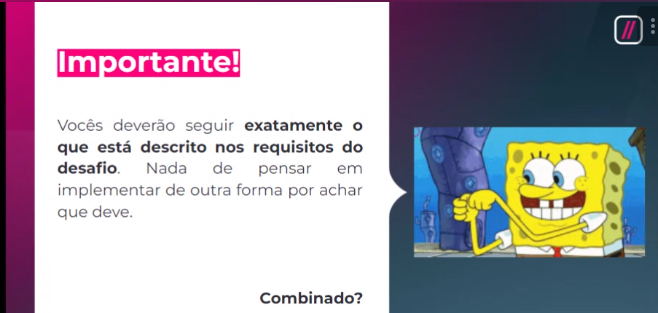 Importante!
Vocês deverão seguir exatamente o
que está descrito nos requisitos do
desafio. Nada de pensar em
implementar de outra forma por achar
que deve.
Combinado?